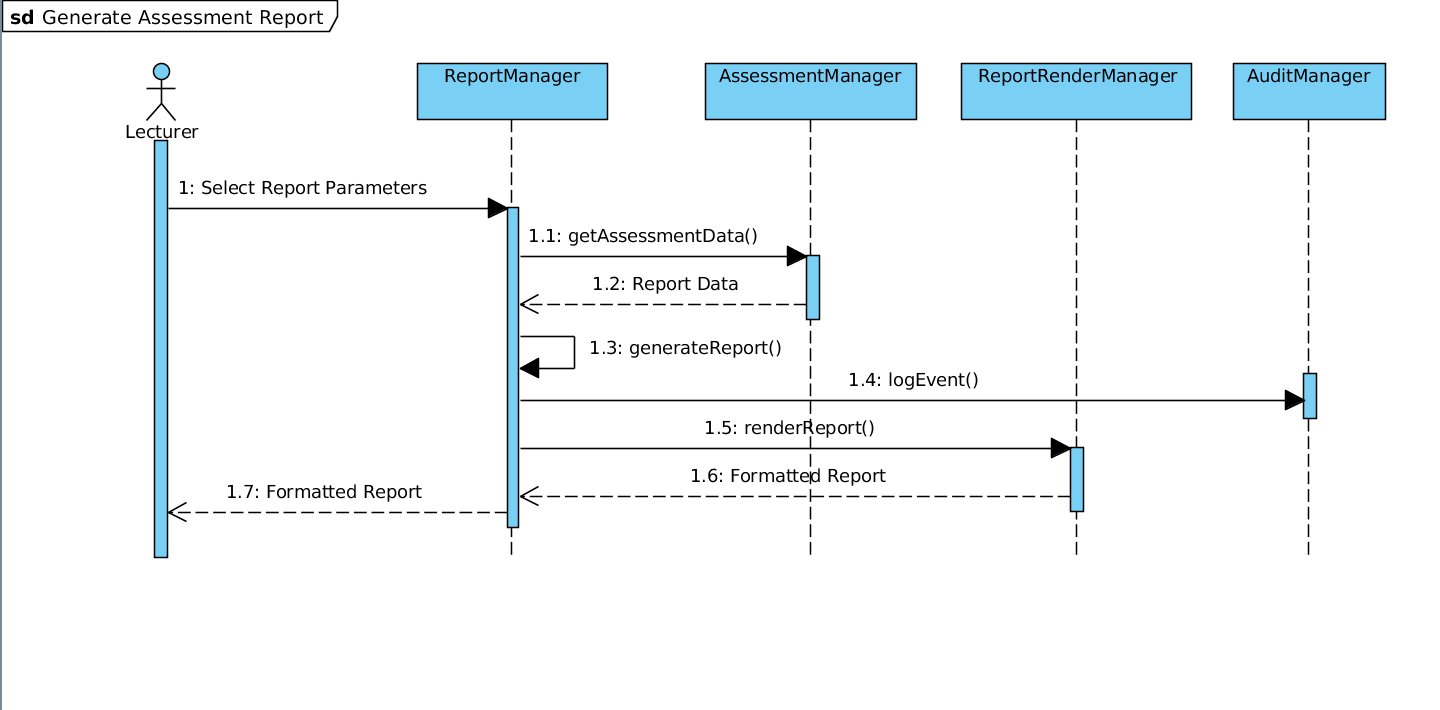 sd Generate Assessment Report
ReportManager
AssessmentManager
ReportRenderManager
AuditManager
Lecturer
1: Select Report Parameters
1.1: getAssessmentData()
1.2: Report Data
1.3: generateReport()
1.4: logEvent()
1.5: renderReport()
1.6: Formatted Report
1.7: Formatted Report